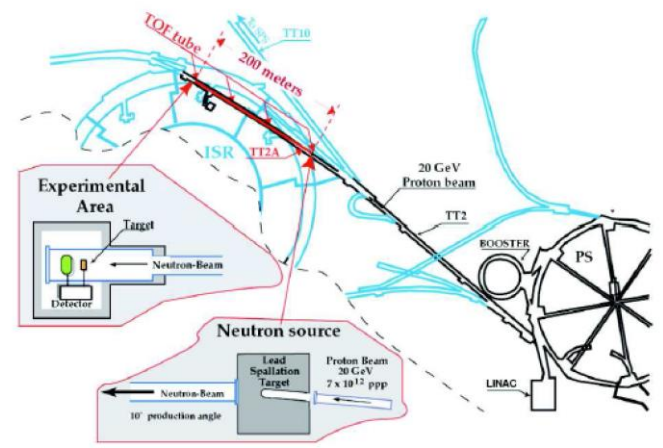 TOF tube
TT10
200 meters
ISR
TT2A
20 GeV
Proton beam
TT2
Experimental
Area
Target
Neutron-Beam
Detector
BOOSTER
PS
Neutron source
Lead
Spallation
Target
Proton Beam
20 GeV
7 x 10¹² ppp
Neutron-Beam
10° production angle
LINAC